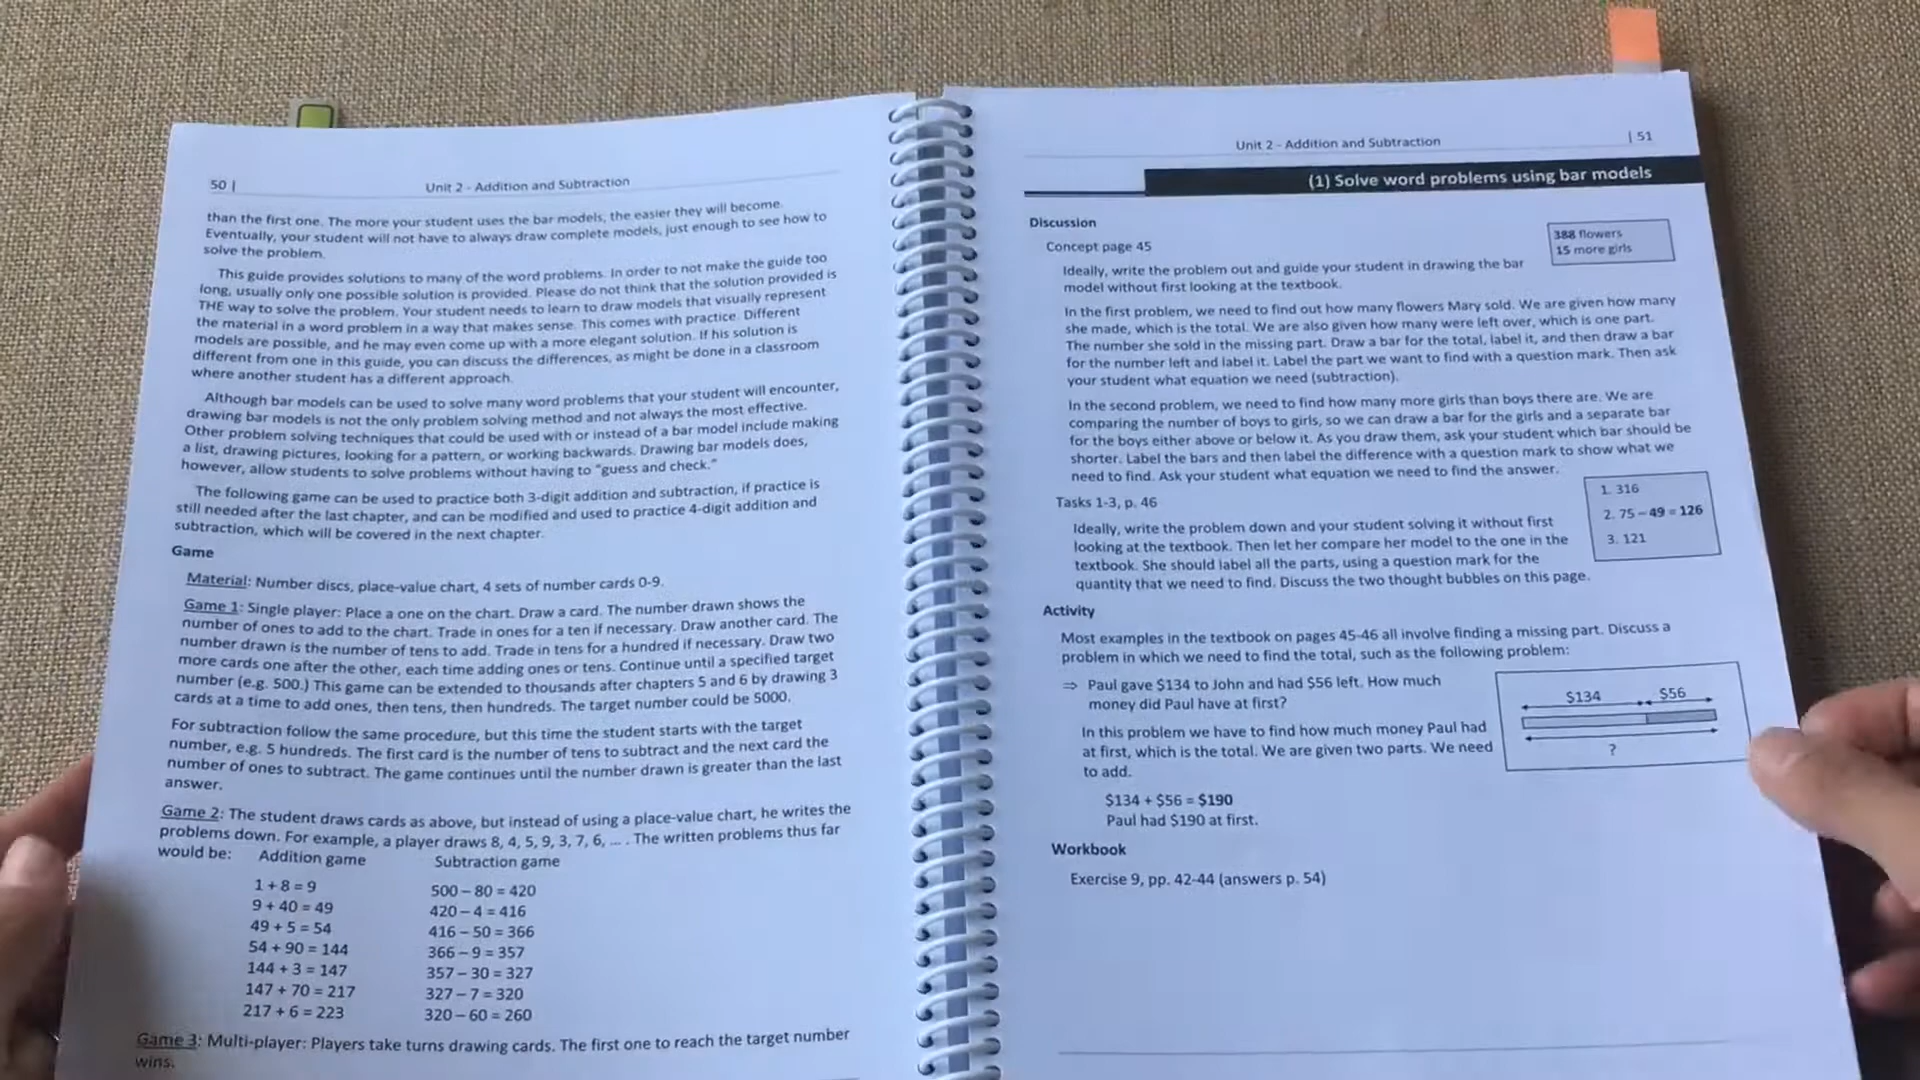 50 |
Unit 2 - Addition and Subtraction
than the first one. The more your student uses the bar models, the easier they will become.
Eventually, your student will not have to always draw complete models, just enough to see how to
solve the problem.
This guide provides solutions to many of the word problems. In order to not make the guide too
long, usually only one possible solution is provided. Please do not think that the solution provided is
THE way to solve the problem. Your student needs to learn to draw models that visually represent
the material in a word problem in a way that makes sense. This comes with practice. Different
models are possible, and he may even come up with a more elegant solution. If his solution is
different from one in this guide, you can discuss the differences, as might be done in a classroom
where another student has a different approach.
Although bar models can be used to solve many word problems that your student will encounter,
drawing bar models is not the only problem solving method and not always the most effective.
Other problem solving techniques that could be used with or instead of a bar model include making
a list, drawing pictures, looking for a pattern, or working backwards. Drawing bar models does,
however, allow students to solve problems without having to "guess and check."
The following game can be used to practice both 3-digit addition and subtraction, if practice is
still needed after the last chapter, and can be modified and used to practice 4-digit addition and
subtraction, which will be covered in the next chapter.
Game
Material: Number discs, place-value chart, 4 sets of number cards 0-9.
Game 1: Single player: Place a one on the chart. Draw a card. The number drawn shows the
number of ones to add to the chart. Trade in ones for a ten if necessary. Draw another card. The
number drawn is the number of tens to add. Trade in tens for a hundred if necessary. Draw two
more cards one after the other, each time adding ones or tens. Continue until a specified target
number (e.g. 500.) This game can be extended to thousands after chapters 5 and 6 by drawing 3
cards at a time to add ones, then tens, then hundreds. The target number could be 5000.
For subtraction follow the same procedure, but this time the student starts with the target
number, e.g. 5 hundreds. The first card is the number of tens to subtract and the next card the
number of ones to subtract. The game continues until the number drawn is greater than the last
answer.
Game 2: The student draws cards as above, but instead of using a place-value chart, he writes the
problems down. For example, a player draws 8, 4, 5, 9, 3, 7, 6, ... . The written problems thus far
would be: Addition game Subtraction game
1 + 8 = 9 500 – 80 = 420
9 + 40 = 49 420 – 4 = 416
49 + 5 = 54 416 – 50 = 366
54 + 90 = 144 366 – 9 = 357
144 + 3 = 147 357 – 30 = 327
147 + 70 = 217 327 – 7 = 320
217 + 6 = 223 320 – 60 = 260
Game 3: Multi-player: Players take turns drawing cards. The first one to reach the target number
wins.
Unit 2 - Addition and Subtraction
| 51
(1) Solve word problems using bar models
Discussion
Concept page 45
388 flowers
15 more girls
Ideally, write the problem out and guide your student in drawing the bar
model without first looking at the textbook.
In the first problem, we need to find out how many flowers Mary sold. We are given how many
she made, which is the total. We are also given how many were left over, which is one part.
The number she sold in the missing part. Draw a bar for the total, label it, and then draw a bar
for the number left and label it. Label the part we want to find with a question mark. Then ask
your student what equation we need (subtraction).
In the second problem, we need to find how many more girls than boys there are. We are
comparing the number of boys to girls, so we can draw a bar for the girls and a separate bar
for the boys either above or below it. As you draw them, ask your student which bar should be
shorter. Label the bars and then label the difference with a question mark to show what we
need to find. Ask your student what equation we need to find the answer.
Tasks 1-3, p. 46
1. 316
2. 75 – 49 = 126
3. 121
Ideally, write the problem down and your student solving it without first
looking at the textbook. Then let her compare her model to the one in the
textbook. She should label all the parts, using a question mark for the
quantity that we need to find. Discuss the two thought bubbles on this page.
Activity
Most examples in the textbook on pages 45-46 all involve finding a missing part. Discuss a
problem in which we need to find the total, such as the following problem:
⇒ Paul gave $134 to John and had $56 left. How much
money did Paul have at first?
In this problem we have to find how much money Paul had
at first, which is the total. We are given two parts. We need
to add.
$134 $56
?
$134 + $56 = $190
Paul had $190 at first.
Workbook
Exercise 9, pp. 42-44 (answers p. 54)